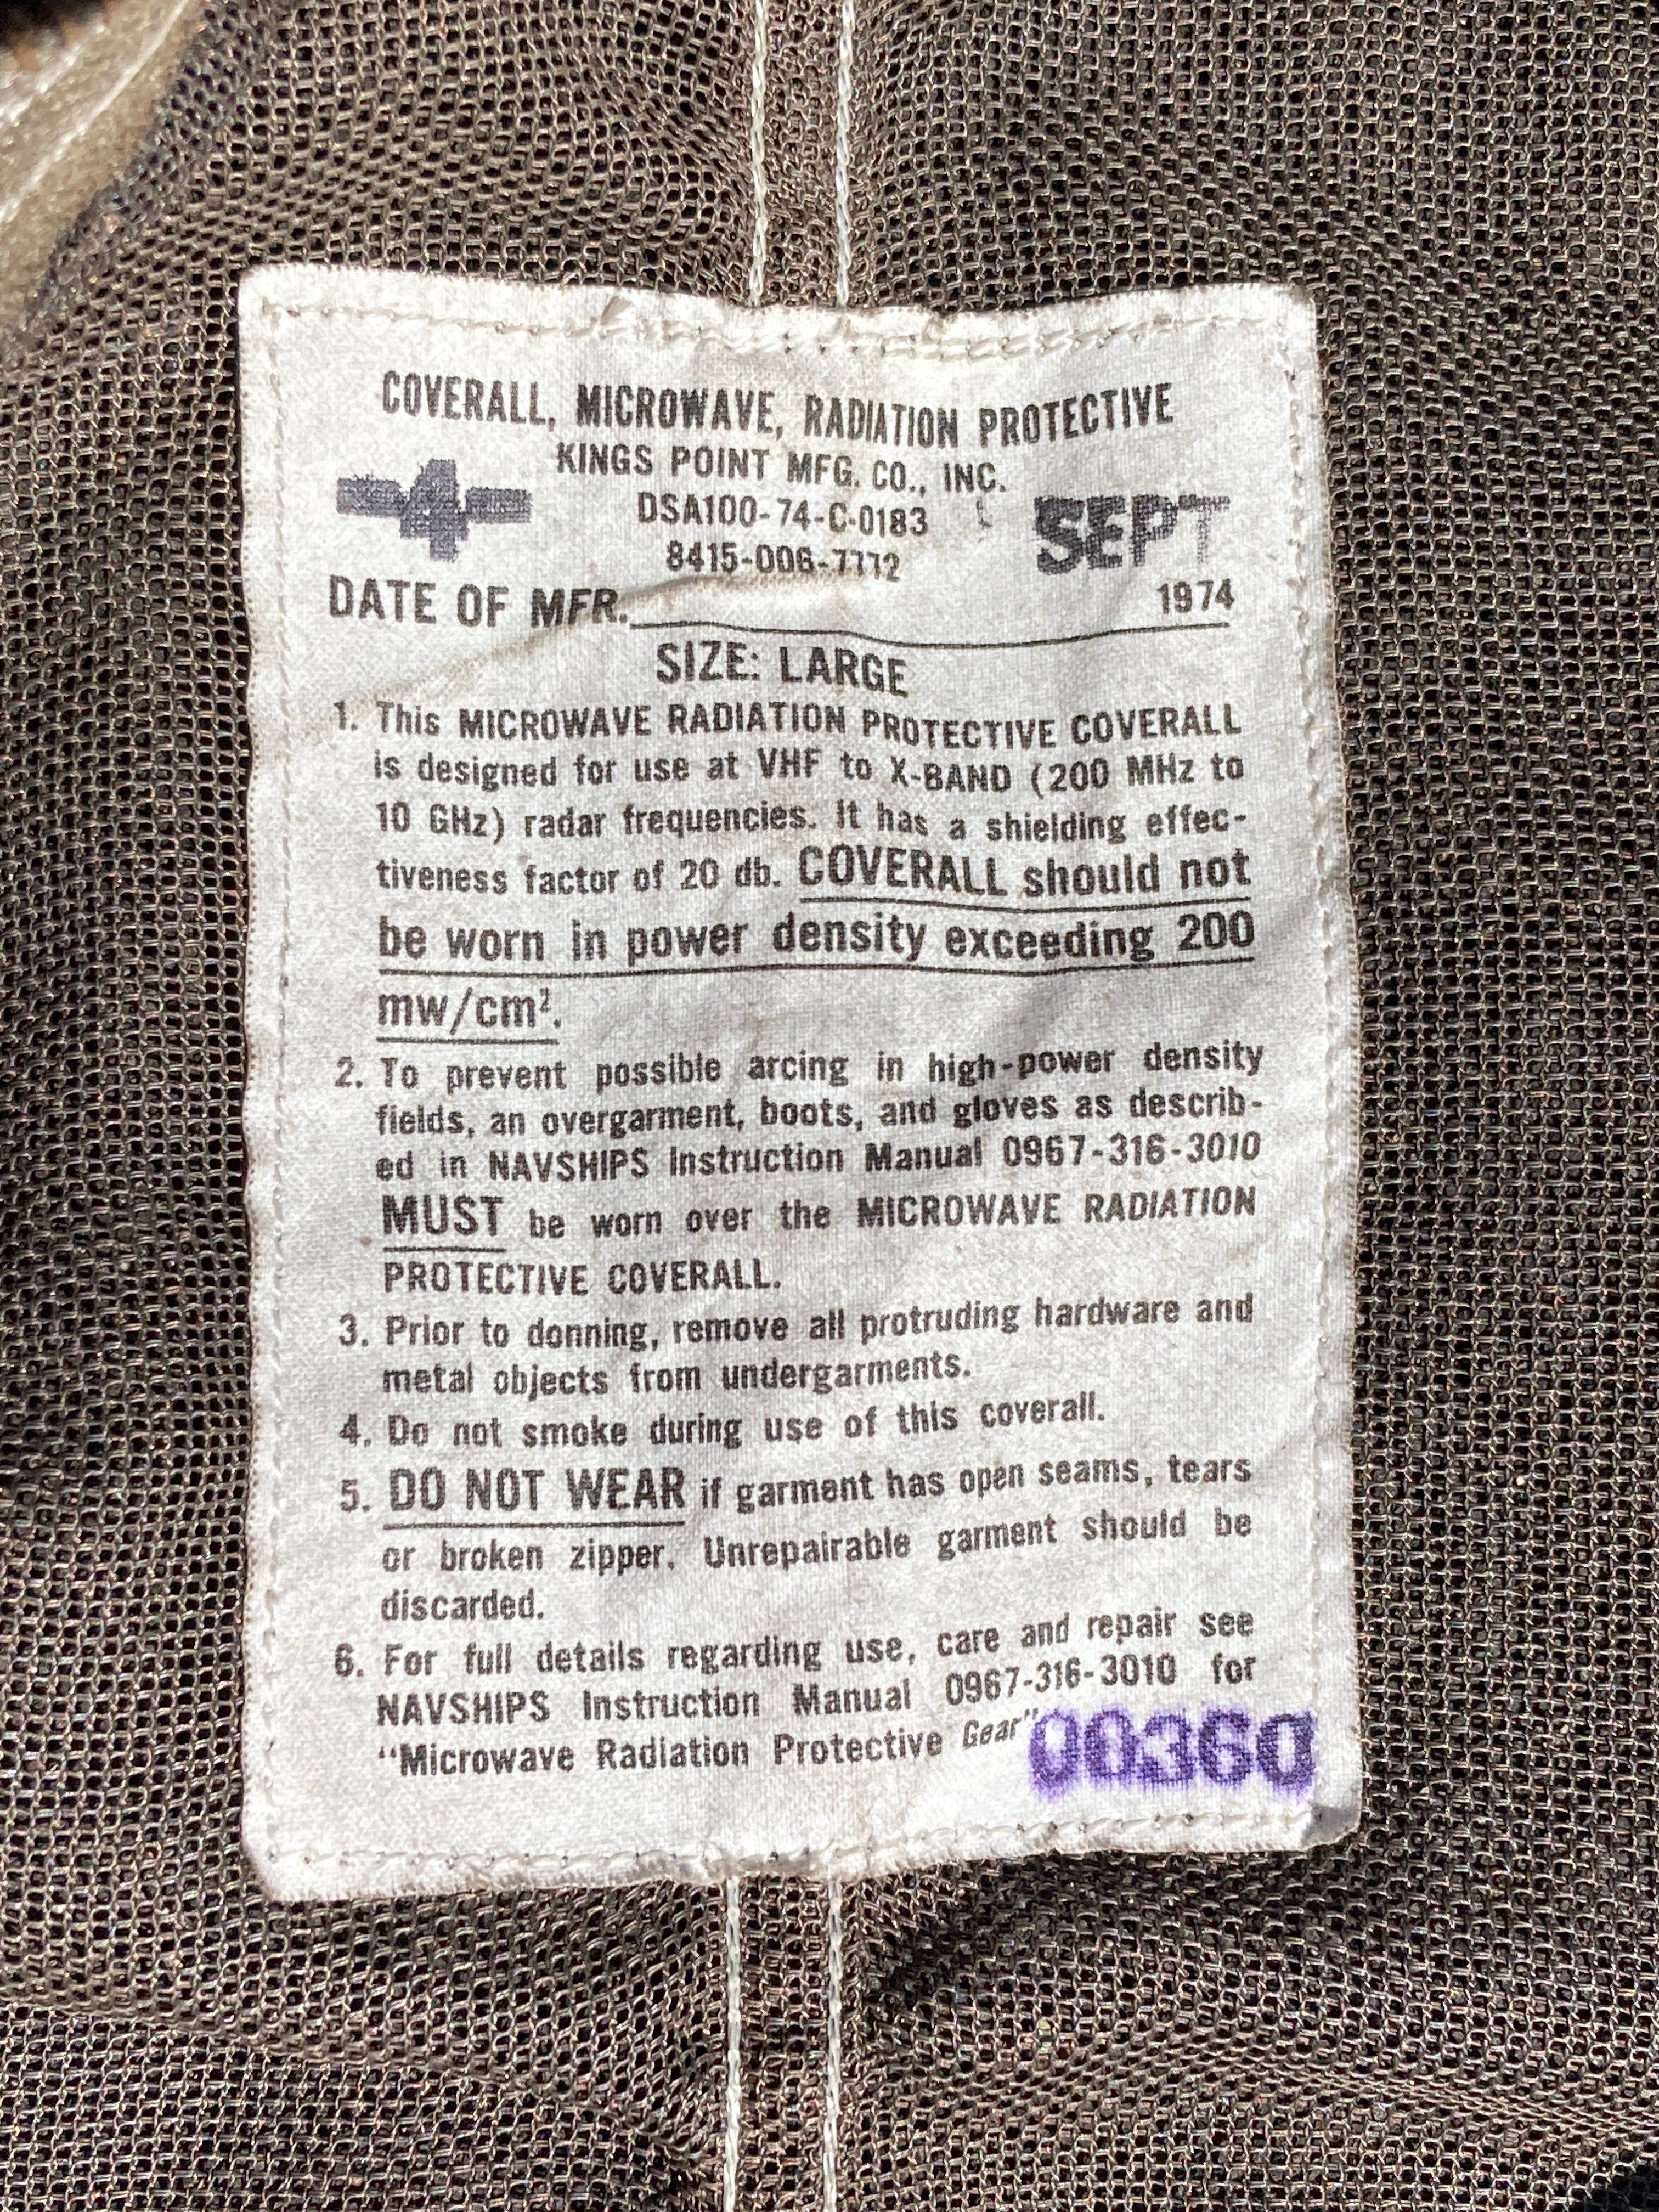 COVERALL, MICROWAVE, RADIATION PROTECTIVE
KINGS POINT MFG. CO., INC.
-4-
DSA100-74-C-0183
SEPT
8415-006-7772
DATE OF MFR. 1974
SIZE: LARGE
1. This MICROWAVE RADIATION PROTECTIVE COVERALL
is designed for use at VHF to X-BAND (200 MHz to
10 GHz) radar frequencies. It has a shielding effec-
tiveness factor of 20 db. COVERALL should not
be worn in power density exceeding 200
mw/cm².
2. To prevent possible arcing in high-power density
fields, an overgarment, boots, and gloves as describ-
ed in NAVSHIPS Instruction Manual 0967-316-3010
MUST be worn over the MICROWAVE RADIATION
PROTECTIVE COVERALL.
3. Prior to donning, remove all protruding hardware and
metal objects from undergarments.
4. Do not smoke during use of this coverall.
5. DO NOT WEAR if garment has open seams, tears
or broken zipper. Unrepairable garment should be
discarded.
6. For full details regarding use, care and repair see
NAVSHIPS Instruction Manual 0967-316-3010 for
"Microwave Radiation Protective Gear"
00360